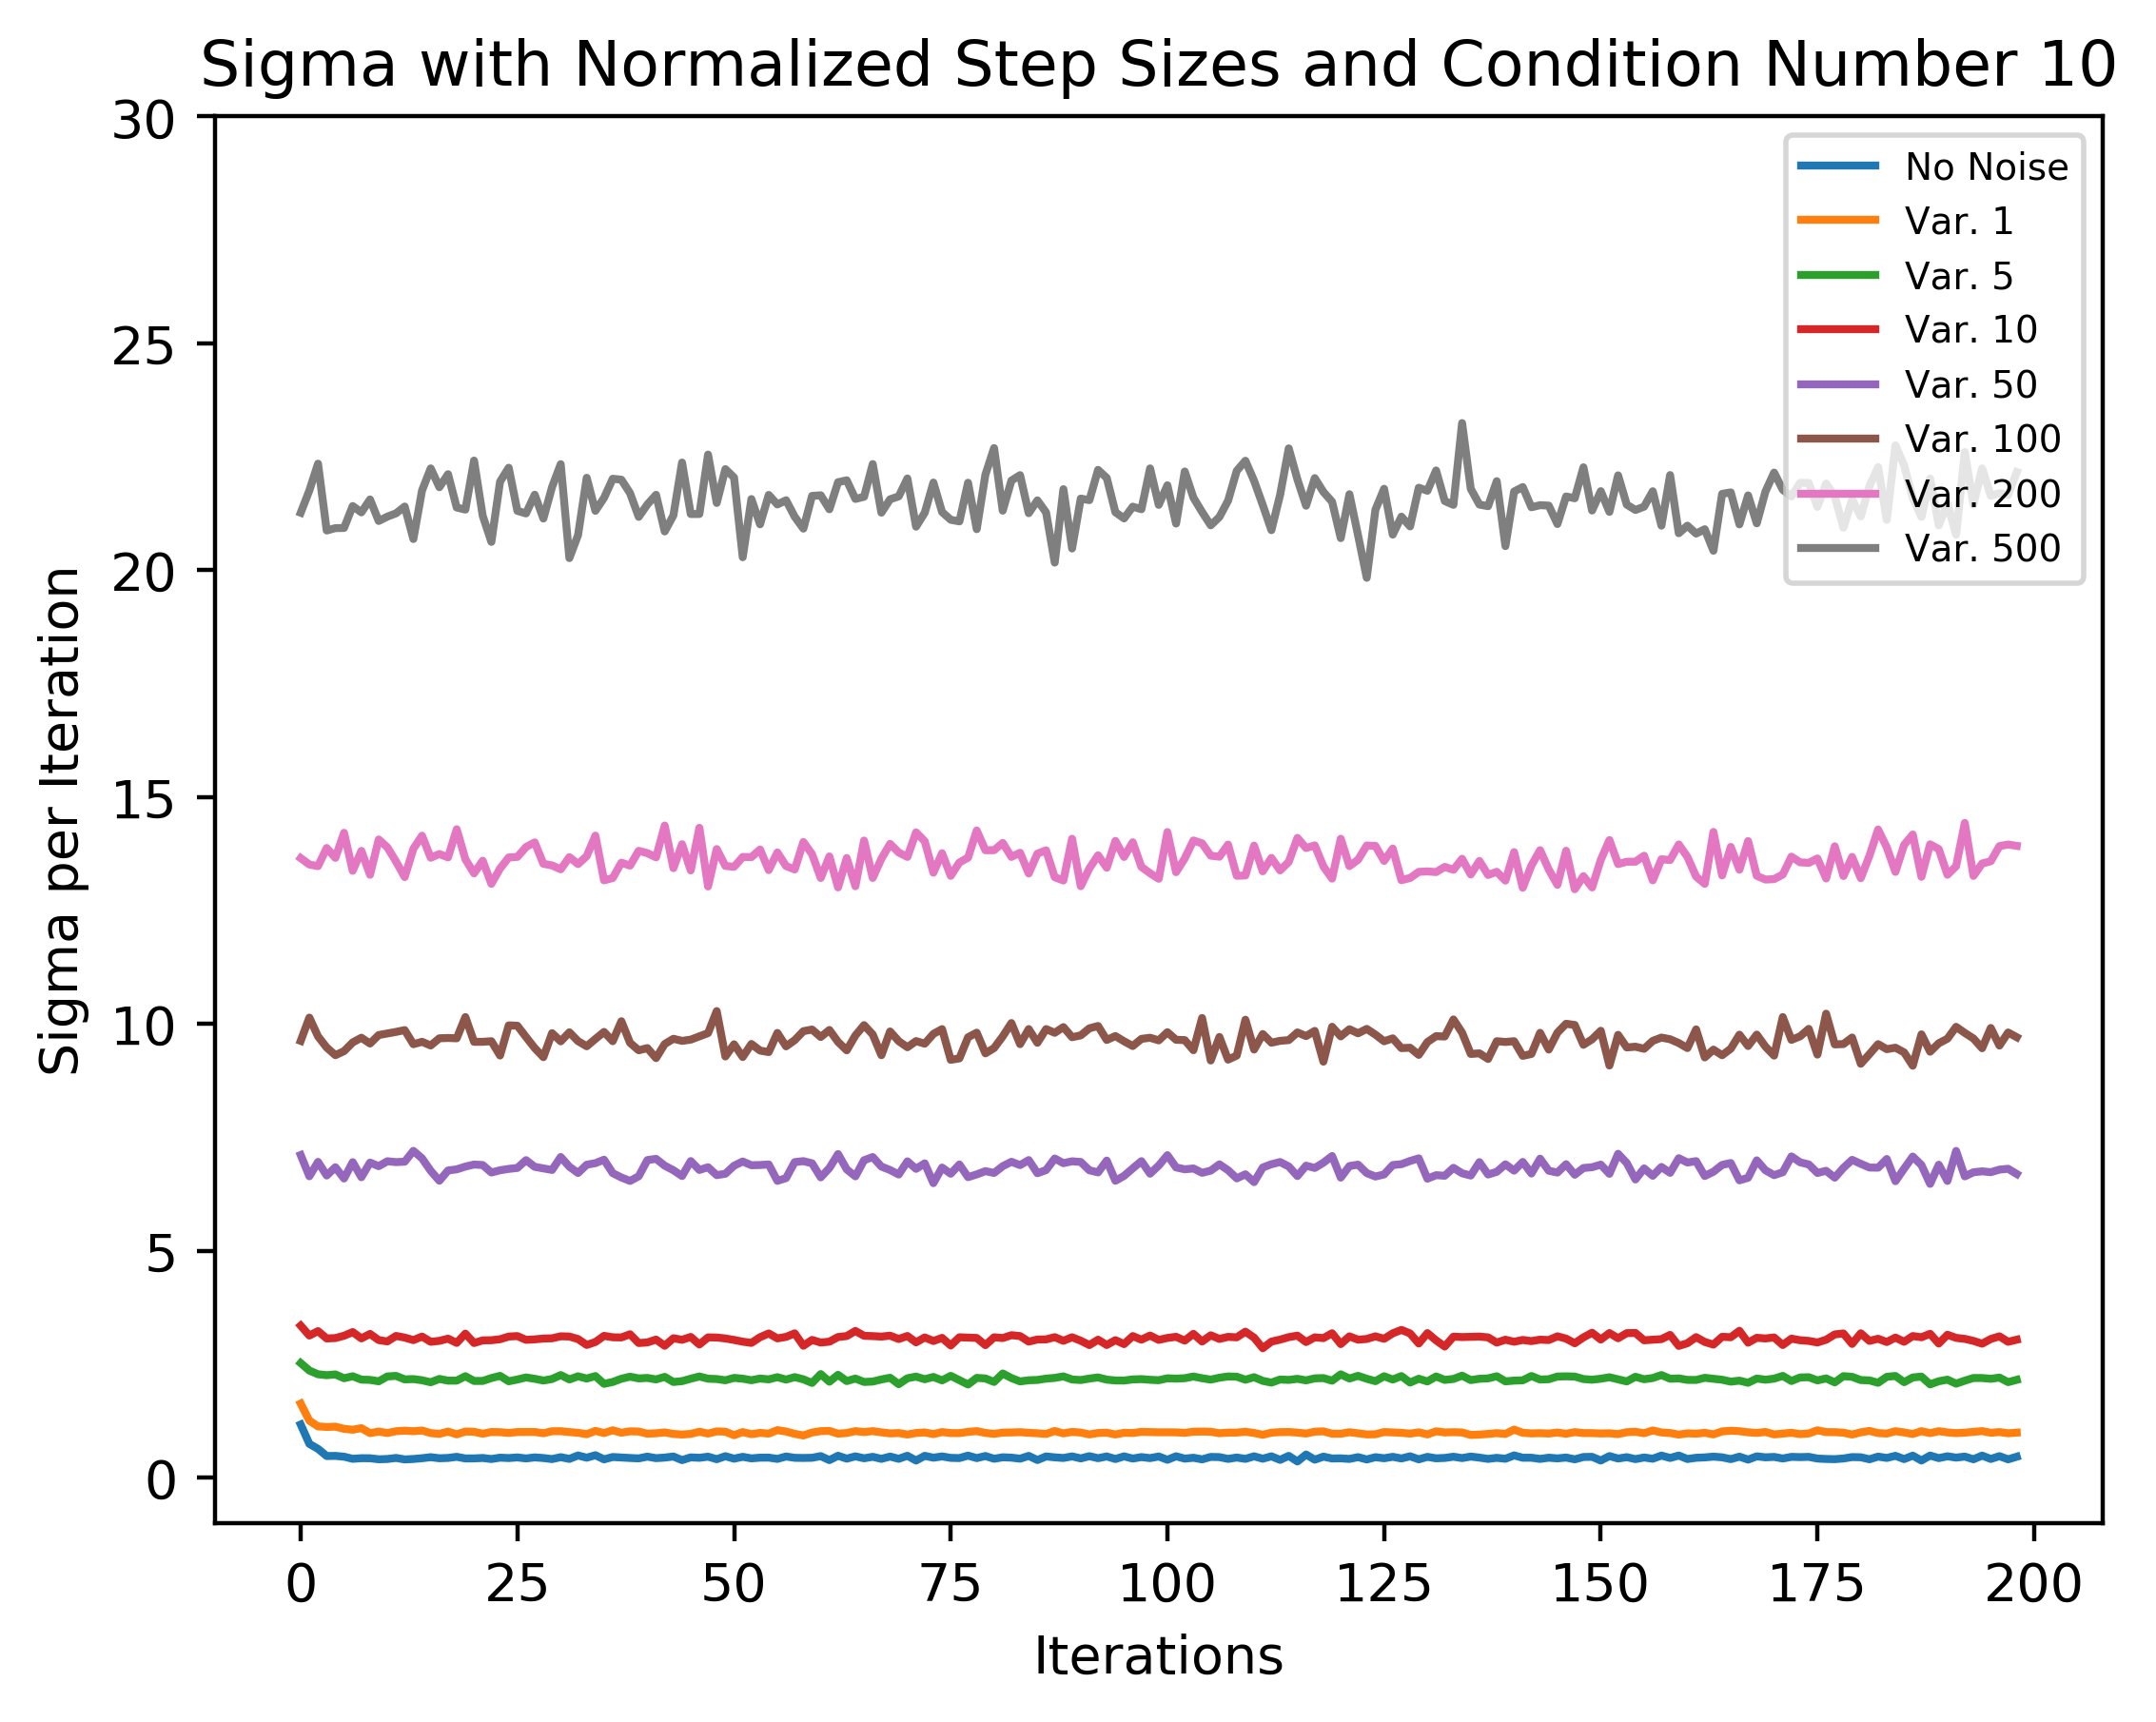 Sigma with Normalized Step Sizes and Condition Number 10
30
25
20
15
10
5
0
Sigma per Iteration
No Noise
Var. 1
Var. 5
Var. 10
Var. 50
Var. 100
Var. 200
Var. 500
0 25 50 75 100 125 150 175 200
Iterations